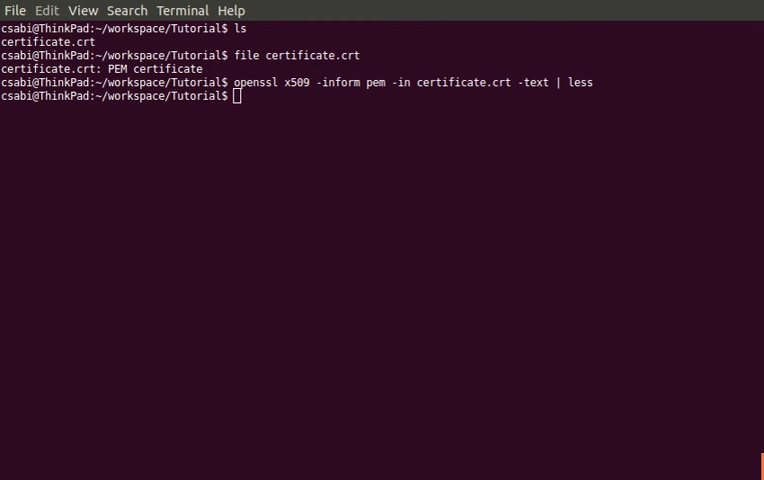 File Edit View Search Terminal Help
csabi@ThinkPad:~/workspace/Tutorial$ ls
certificate.crt
csabi@ThinkPad:~/workspace/Tutorial$ file certificate.crt
certificate.crt: PEM certificate
csabi@ThinkPad:~/workspace/Tutorial$ openssl x509 -inform pem -in certificate.crt -text | less
csabi@ThinkPad:~/workspace/Tutorial$